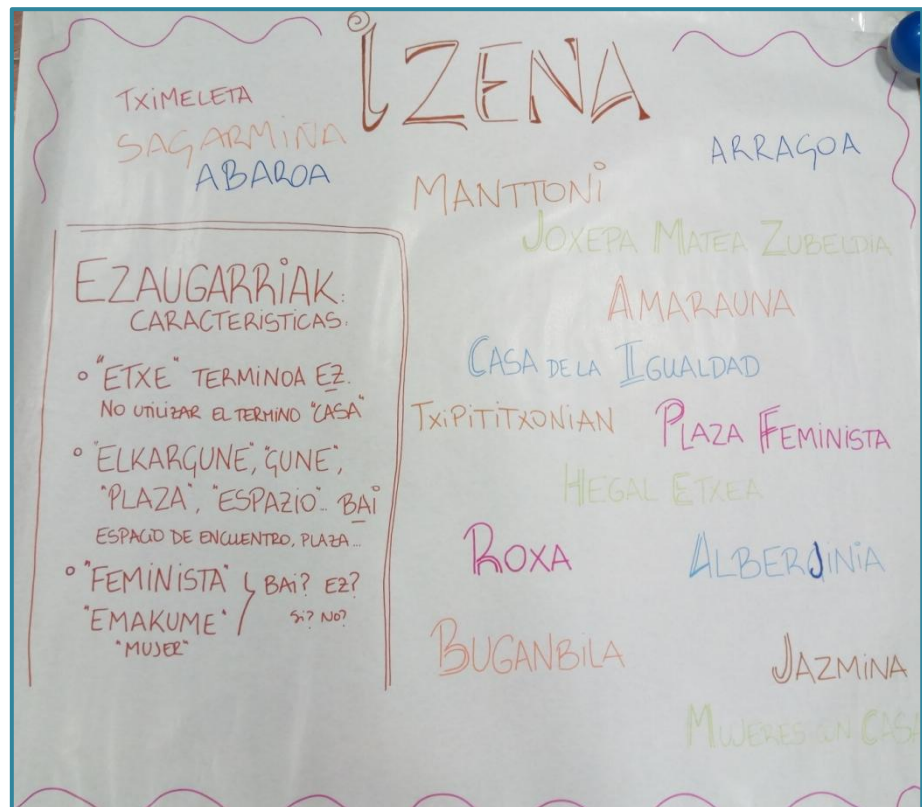 IZENA
TXIMELETA
SAGARMIÑA
ABAROA
ARRAGOA
MANTTONI
JOXEPA MATEA ZUBELDIA
AMARAUNA
CASA DE LA IGUALDAD
TXIPITITXONIAN
PLAZA FEMINISTA
HEGAL ETXEA
ROXA
ALBERJINIA
BUGANBILA
JAZMINA
MUJERES UN CASA
EZAUGARRIAK:
CARACTERISTICAS.
"ETXE" TERMINOA EZ.
NO UTILIZAR EL TERMINO "CASA"
"ELKARGUNE", "GUNE",
"PLAZA", "ESPAZIO".. BAI
ESPACIO DE ENCUENTRO, PLAZA...
"FEMINISTA" BAI? EZ?
"EMAKUME" Si? NO?
"MUJER"